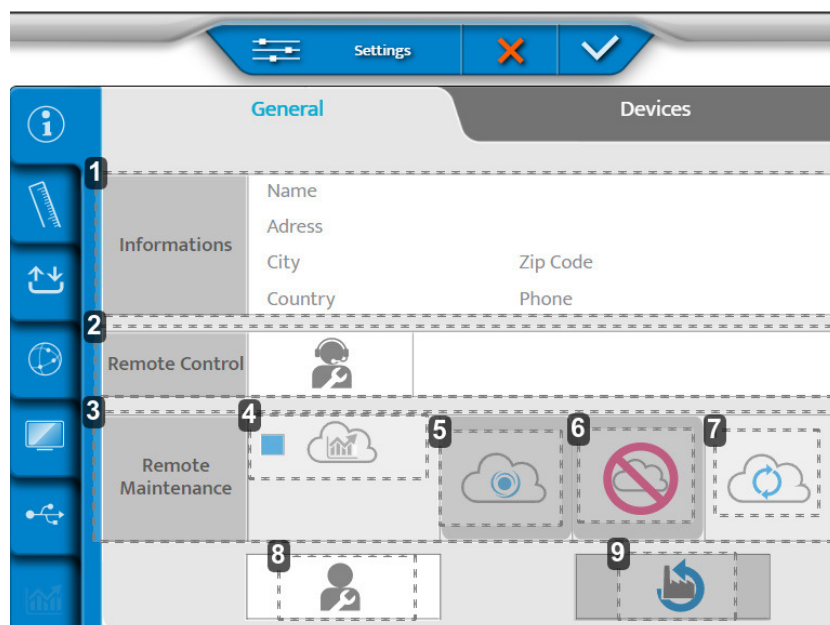 Settings
General
Devices
1
Informations
Name
Adress
City
Zip Code
Country
Phone
2
Remote Control
3
Remote
Maintenance
4
5
6
7
8
9